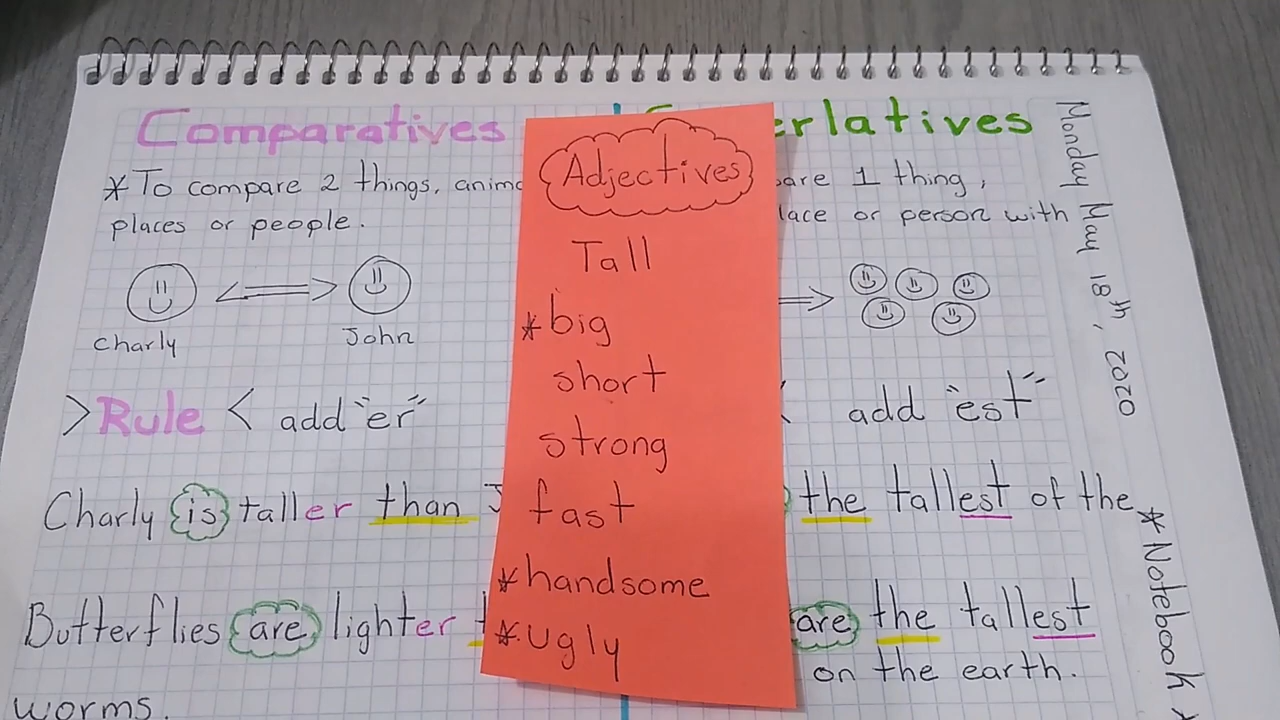 Comparatives
*To compare 2 things, anim
places or people.
Charly
John
>Rule< add "er"
Charly is taller than J
Butterflies are lighter t
worms.
Adjectives
Tall
*big
short
strong
fast
*handsome
*ugly
erlatives
are 1 thing,
lace or person with
add "est"
the tallest of the
are the tallest
on the earth.
Monday May 18th, 2020
*Notebook*